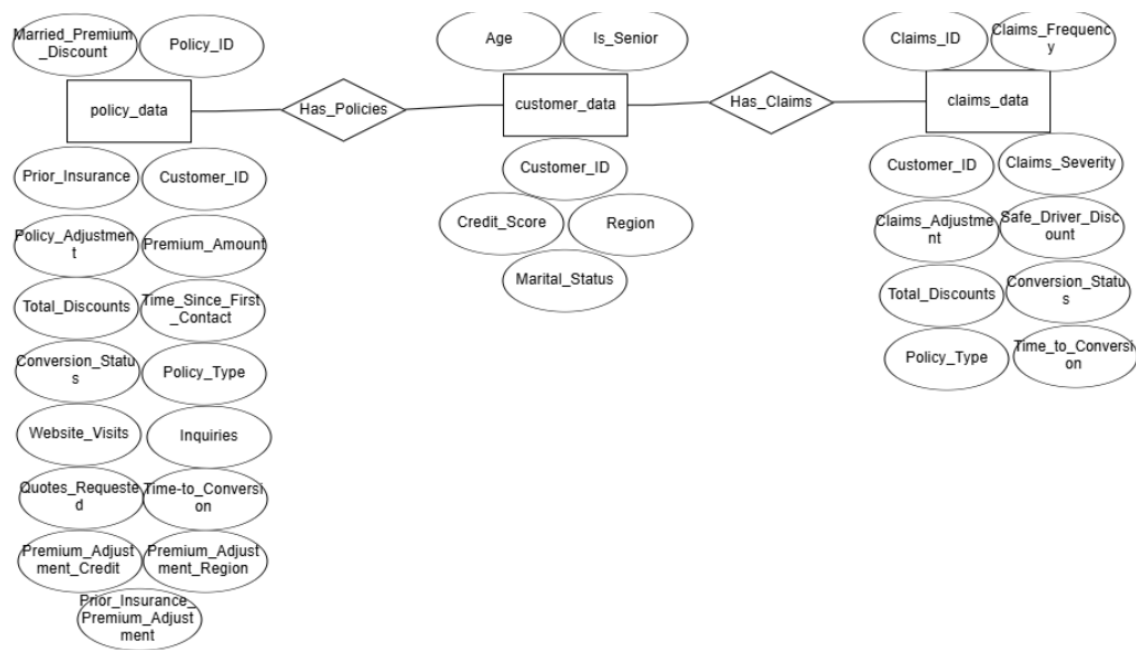 Married_Premium
_Discount
Policy_ID
Age
Is_Senior
Claims_ID
Claims_Frequenc
y
policy_data
Has_Policies
customer_data
Has_Claims
claims_data
Prior_Insurance
Customer_ID
Customer_ID
Customer_ID
Claims_Severity
Policy_Adjustmen
t
Premium_Amount
Credit_Score
Region
Claims_Adjustme
nt
Safe_Driver_Disc
ount
Total_Discounts
Time_Since_First
_Contact
Marital_Status
Total_Discounts
Conversion_Statu
s
Conversion_Statu
s
Policy_Type
Policy_Type
Time_to_Conversi
on
Website_Visits
Inquiries
Quotes_Requeste
d
Time-to_Conversi
on
Premium_Adjust
ment_Credit
Premium_Adjust
ment_Region
Prior_Insurance_
Premium_Adjust
ment